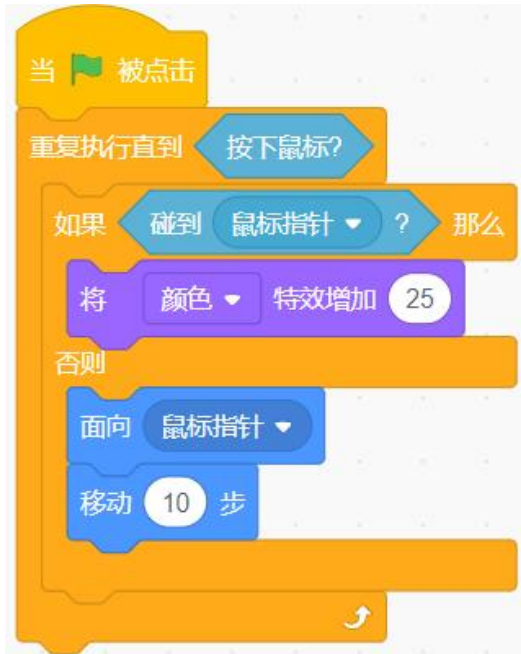 当 被点击
重复执行直到 按下鼠标?
如果 碰到 鼠标指针 ? 那么
将 颜色 特效增加 25
否则
面向 鼠标指针
移动 10 步